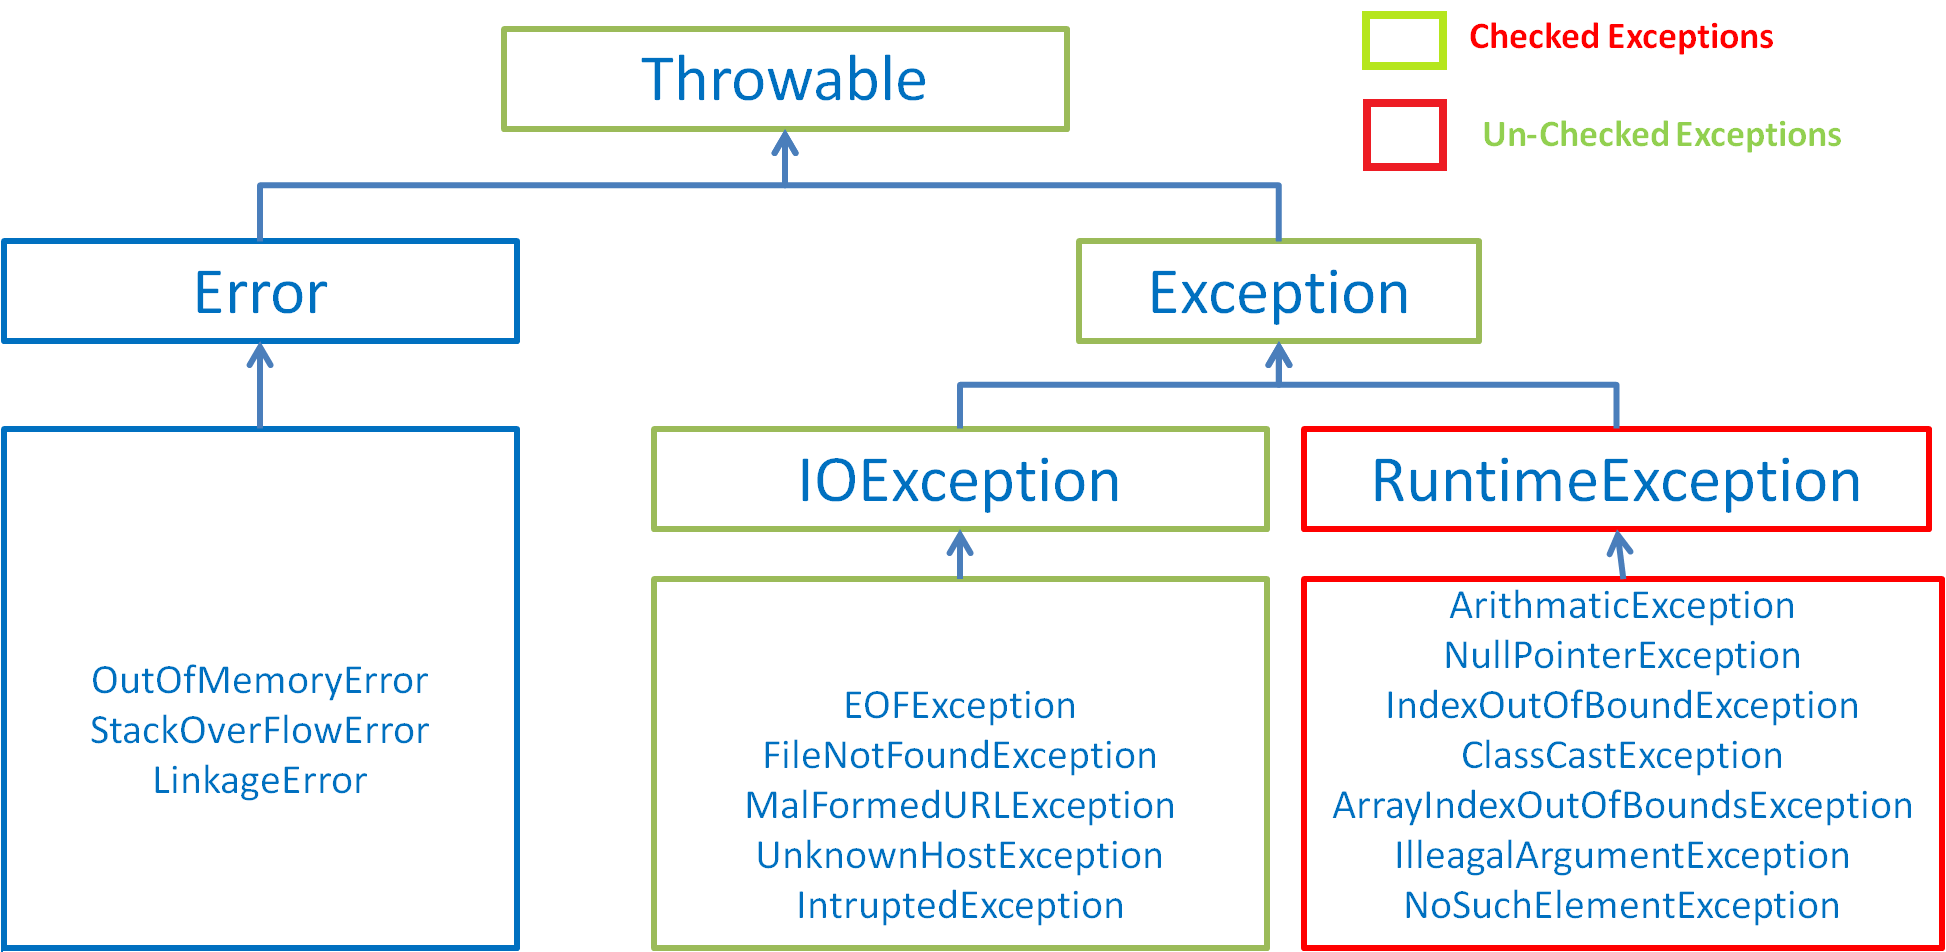 Throwable
Checked Exceptions
Un-Checked Exceptions
Error
Exception
IOException
RuntimeException
OutOfMemoryError
StackOverFlowError
LinkageError
EOFException
FileNotFoundException
MalFormedURLException
UnknownHostException
IntruptedException
ArithmaticException
NullPointerException
IndexOutOfBoundException
ClassCastException
ArrayIndexOutOfBoundsException
IlleagalArgumentException
NoSuchElementException